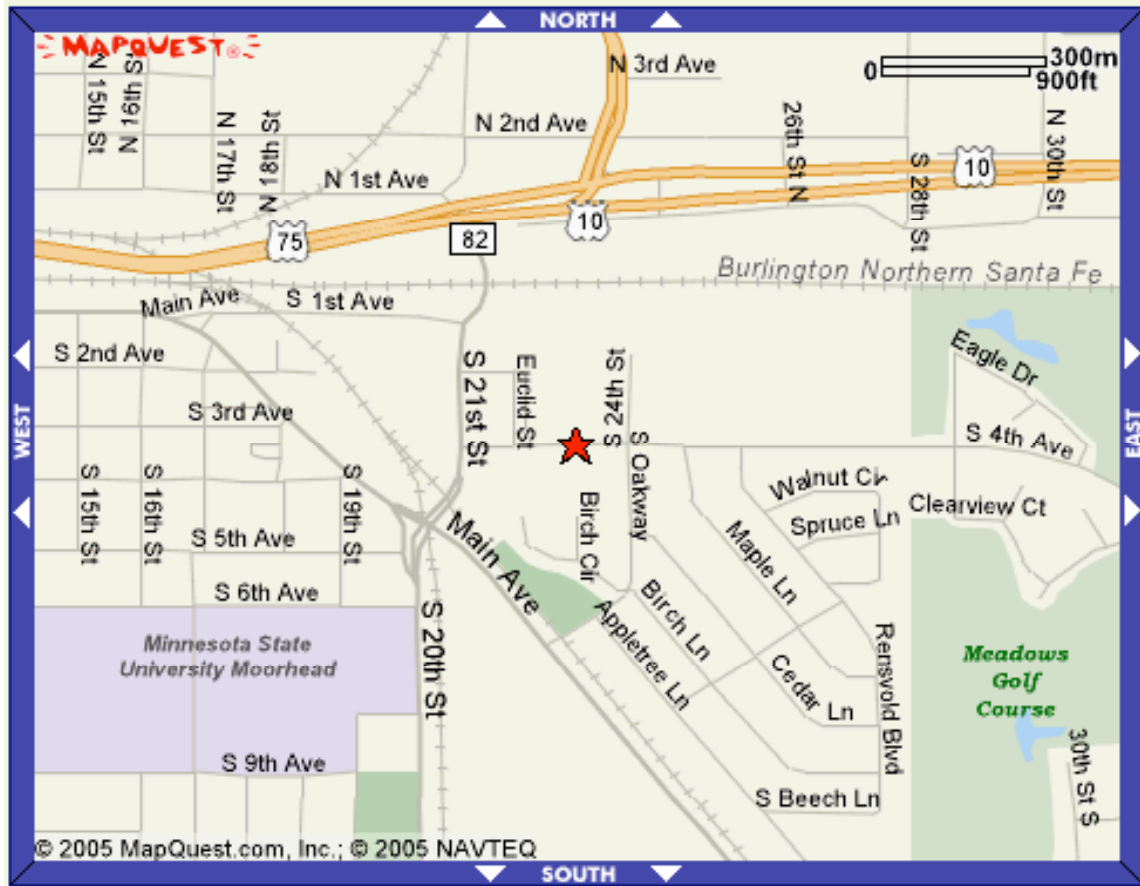 NORTH
MAPQUEST®
0 300m
900ft
N 3rd Ave
N 15th St
N 16th St
N 17th St
N 18th St
N 2nd Ave
26th St N
N 30th St
N 1st Ave
S 28th St
10
10
75
82
Burlington Northern Santa Fe
Main Ave
S 1st Ave
S 2nd Ave
S 21st St
Euclid St
S 24th St
Eagle Dr
WEST
EAST
S 3rd Ave
S 4th Ave
S Oakway
S 15th St
S 16th St
S 19th St
Walnut Cir
Spruce Ln
Clearview Ct
S 5th Ave
Main Ave
Birch Cir
Maple Ln
S 6th Ave
S 20th St
Appletree Ln
Birch Ln
Cedar Ln
Rensvold Blvd
Minnesota State
University Moorhead
Meadows
Golf
Course
30th St S
S 9th Ave
S Beech Ln
© 2005 MapQuest.com, Inc.; © 2005 NAVTEQ
SOUTH